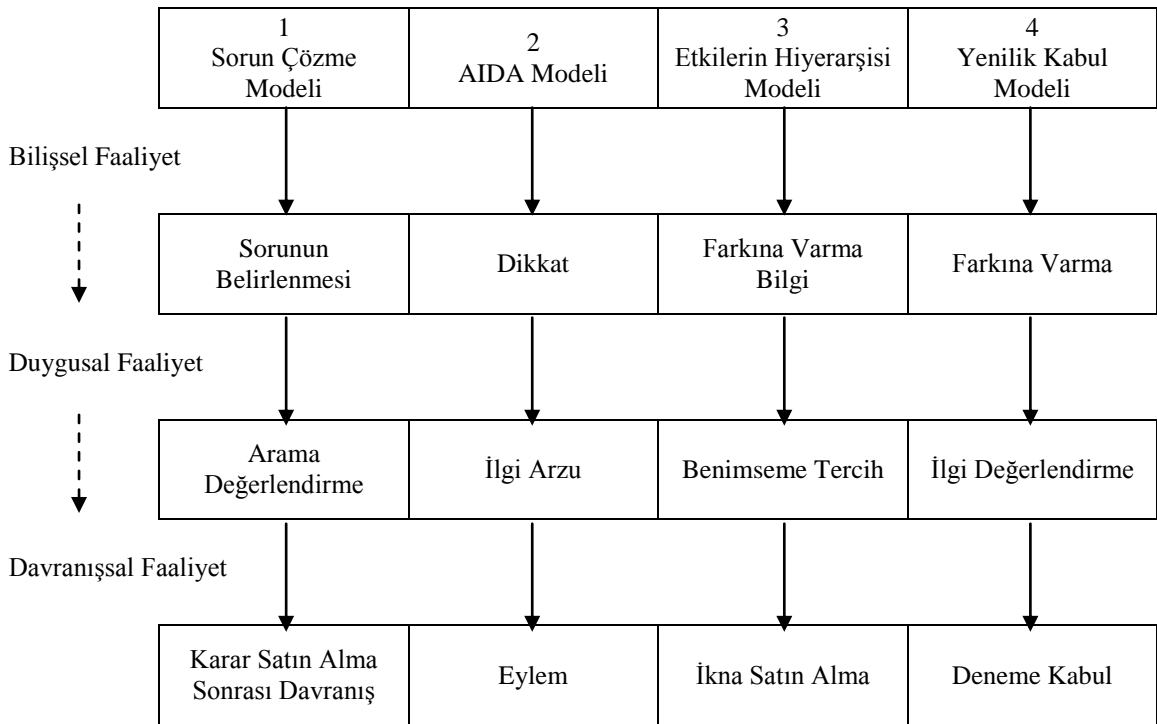 1
Sorun Çözme
Modeli
2
AIDA Modeli
3
Etkilerin Hiyerarşisi
Modeli
4
Yenilik Kabul
Modeli
Bilişsel Faaliyet
Sorunun
Belirlenmesi
Dikkat
Farkına Varma
Bilgi
Farkına Varma
Duygusal Faaliyet
Arama
Değerlendirme
İlgi Arzu
Benimseme Tercih
İlgi Değerlendirme
Davranışsal Faaliyet
Karar Satın Alma
Sonrası Davranış
Eylem
İkna Satın Alma
Deneme Kabul